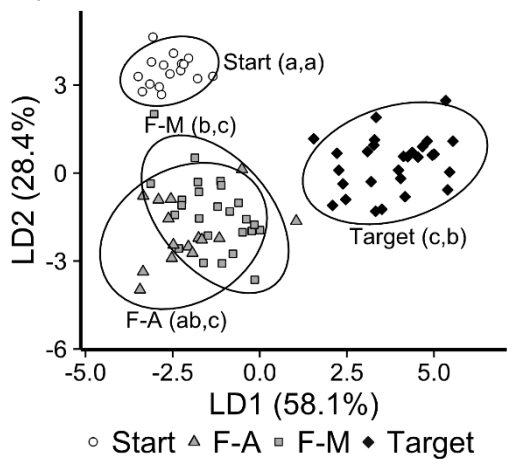 Start (a,a)
3
F-M (b,c)
LD2 (28.4%)
0
Target (c,b)
-3
F-A (ab,c)
-6
-5.0 -2.5 0.0 2.5 5.0
LD1 (58.1%)
Start F-A F-M Target